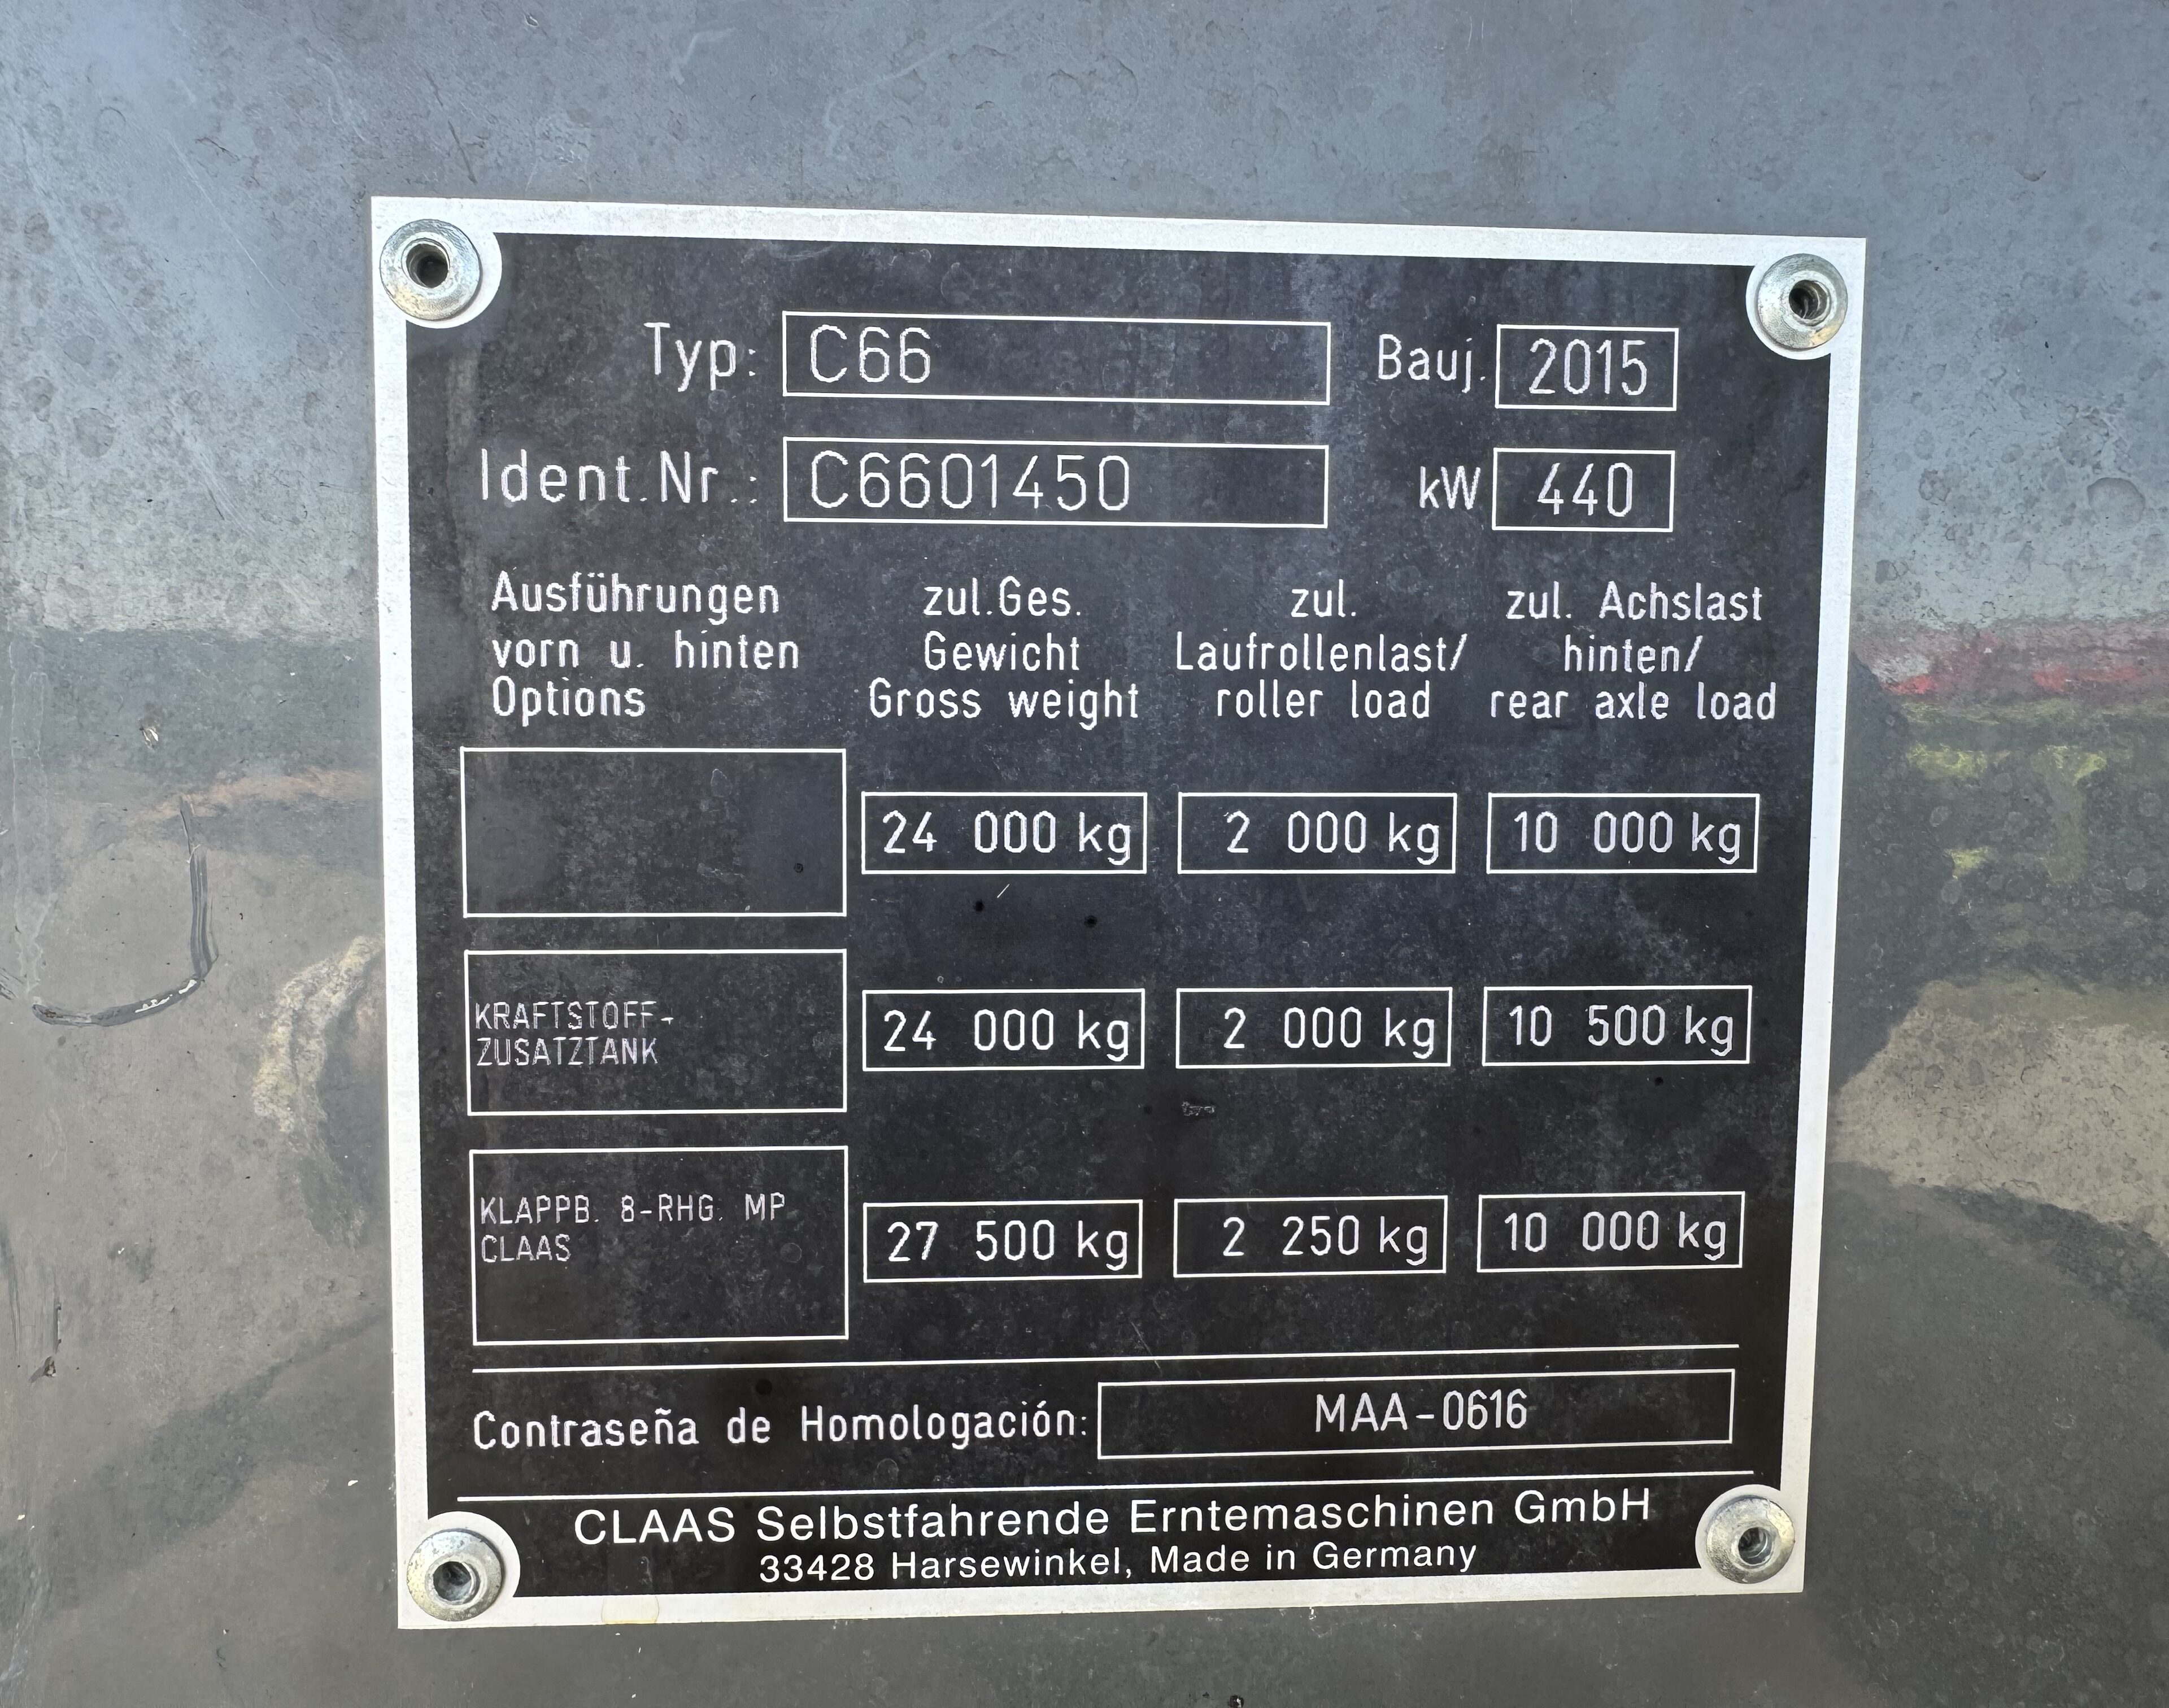 Typ: C66 Bauj. 2015
Ident.Nr.: C6601450 kW 440
Ausführungen
vorn u. hinten
Options
zul.Ges.
Gewicht
Gross weight
zul.
Laufrollenlast/
roller load
zul. Achslast
hinten/
rear axle load
24 000 kg 2 000 kg 10 000 kg
KRAFTSTOFF-
ZUSATZTANK
24 000 kg 2 000 kg 10 500 kg
KLAPPB. 8-RHG. MP
CLAAS
27 500 kg 2 250 kg 10 000 kg
Contraseña de Homologación: MAA-0616
CLAAS Selbstfahrende Erntemaschinen GmbH
33428 Harsewinkel, Made in Germany